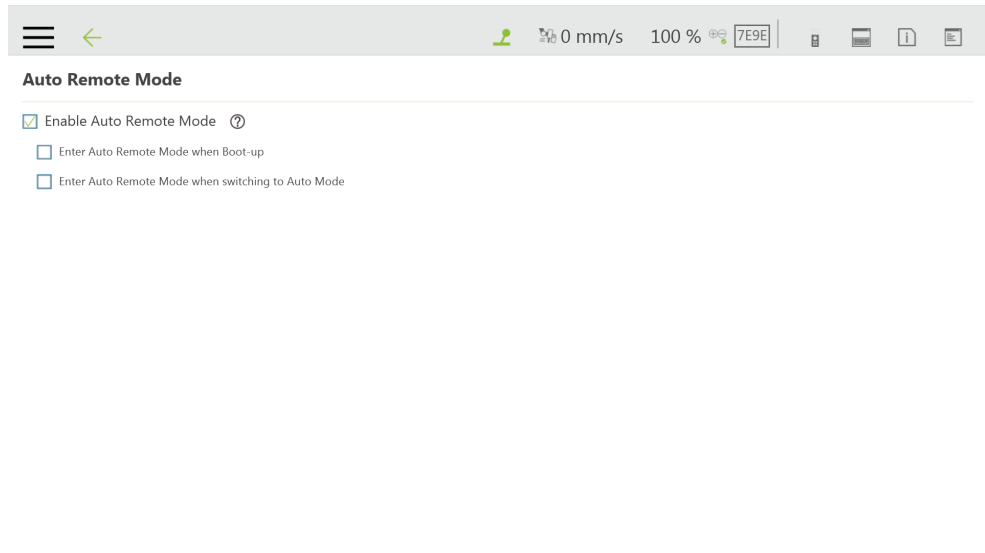 0 mm/s 100 % 7E9E
Auto Remote Mode
Enable Auto Remote Mode ?
Enter Auto Remote Mode when Boot-up
Enter Auto Remote Mode when switching to Auto Mode